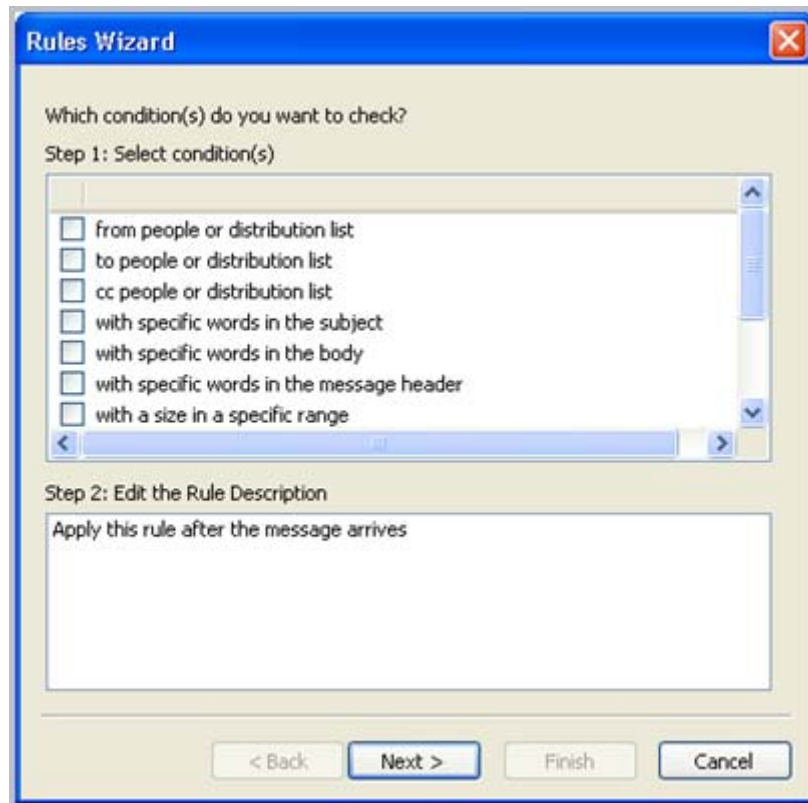 Rules Wizard
Which condition(s) do you want to check?
Step 1: Select condition(s)
from people or distribution list
to people or distribution list
cc people or distribution list
with specific words in the subject
with specific words in the body
with specific words in the message header
with a size in a specific range
Step 2: Edit the Rule Description
Apply this rule after the message arrives
< Back Next > Finish Cancel